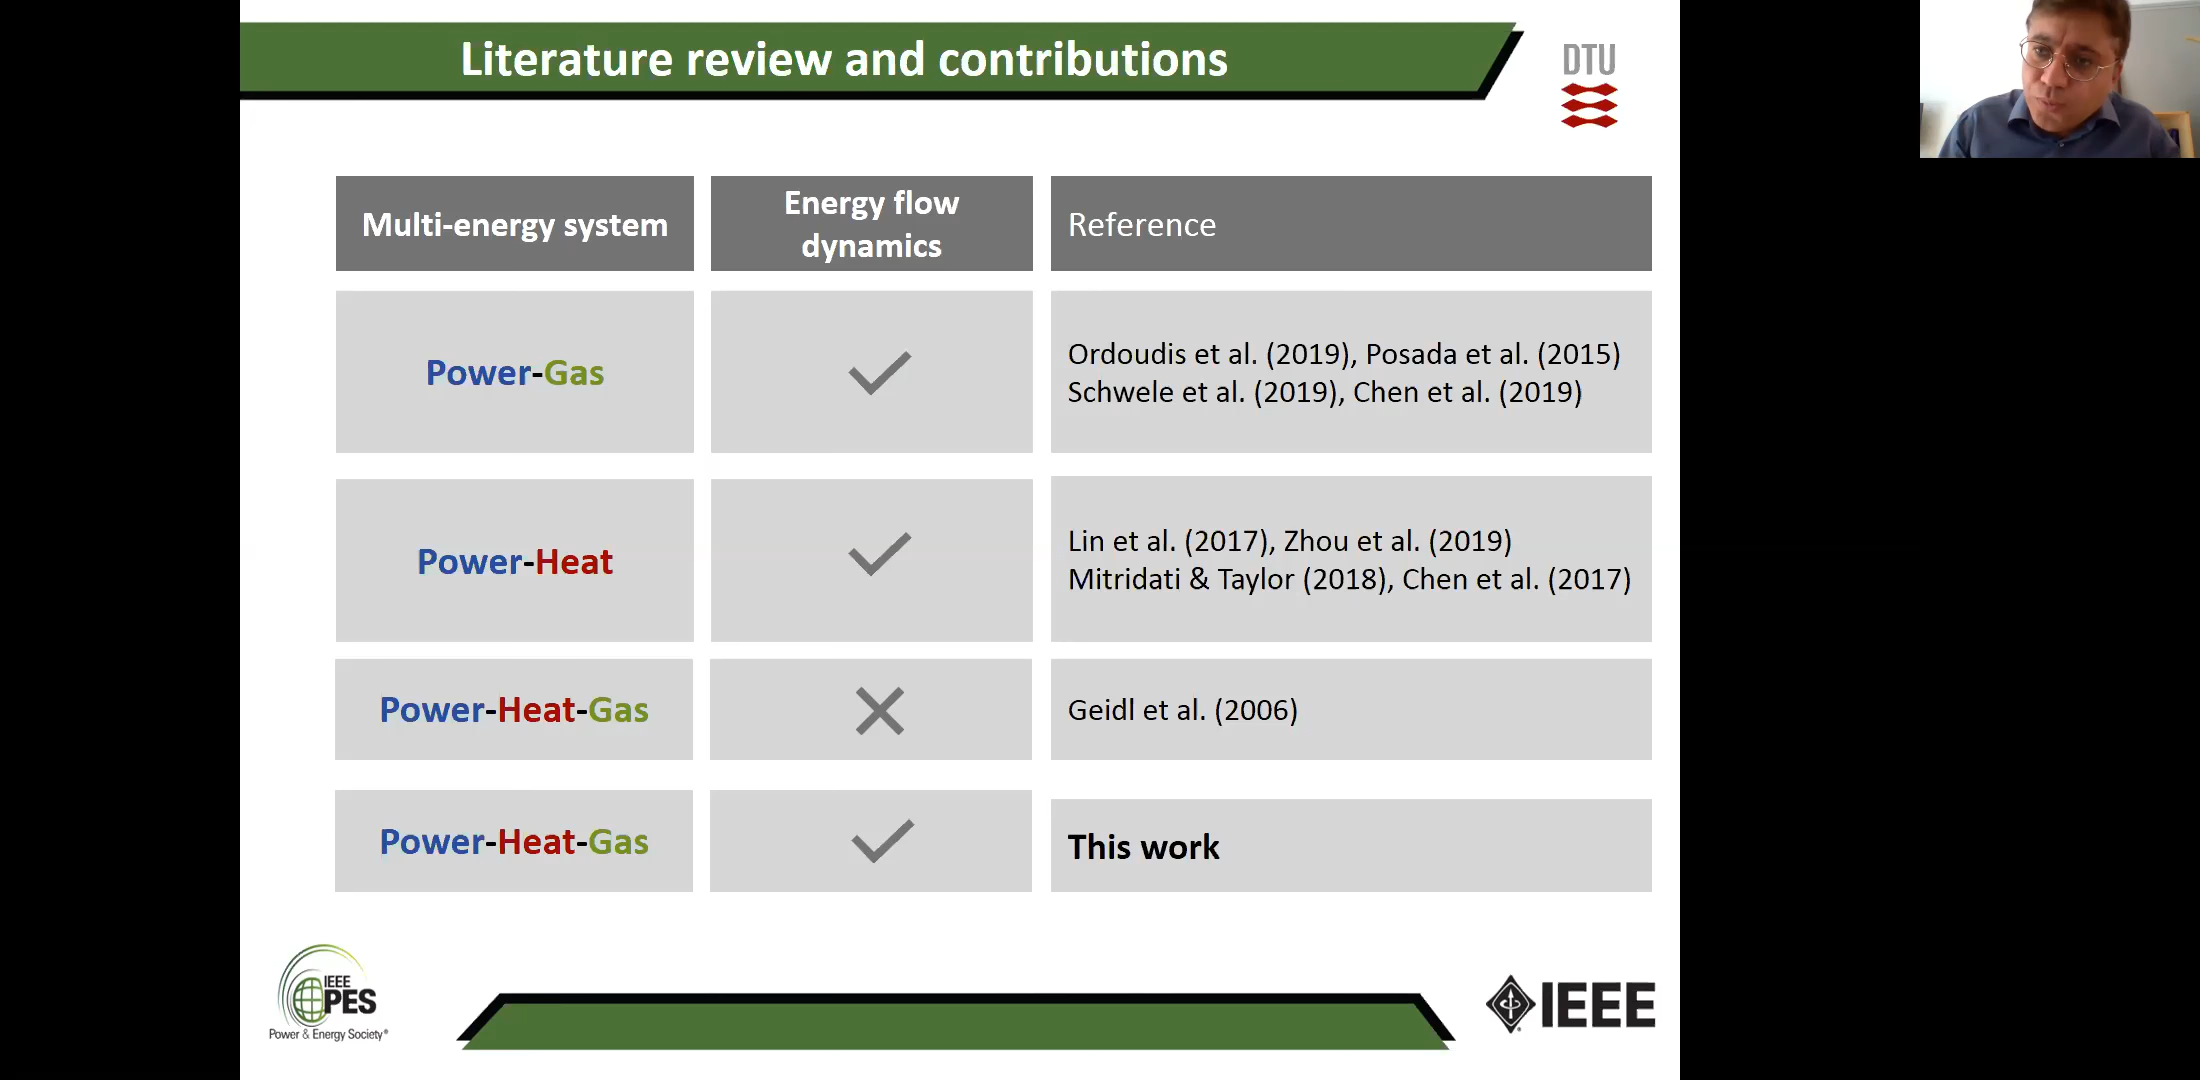 Literature review and contributions
DTU
Multi-energy system
Energy flow
dynamics
Reference
Power-Gas
Ordoudis et al. (2019), Posada et al. (2015)
Schwele et al. (2019), Chen et al. (2019)
Power-Heat
Lin et al. (2017), Zhou et al. (2019)
Mitridati & Taylor (2018), Chen et al. (2017)
Power-Heat-Gas
Geidl et al. (2006)
Power-Heat-Gas
This work
IEEE
PES
Power & Energy Society®
IEEE